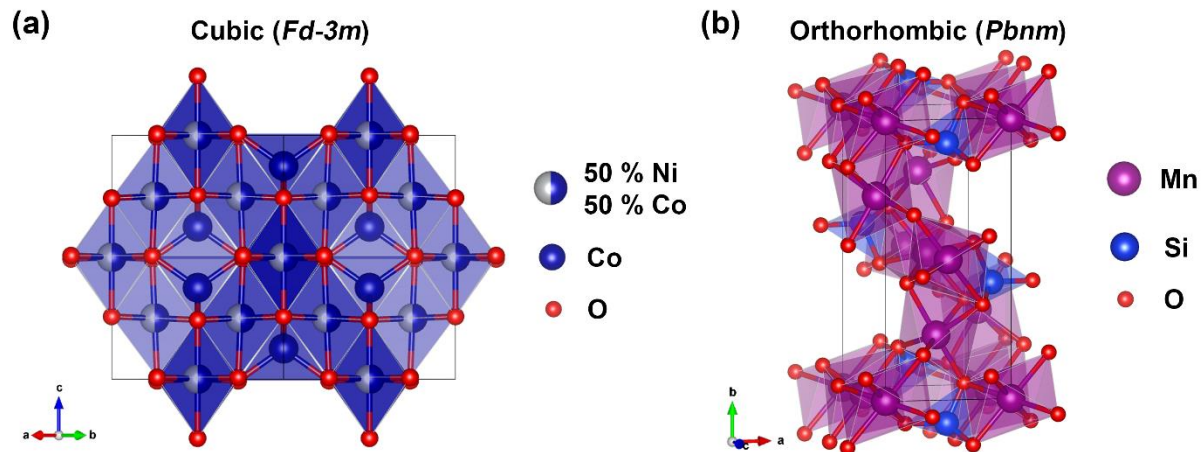 (a)
Cubic (Fd-3m)
50 % Ni
50 % Co
Co
O
c
a
b
(b)
Orthorhombic (Pbnm)
Mn
Si
O
b
c
a